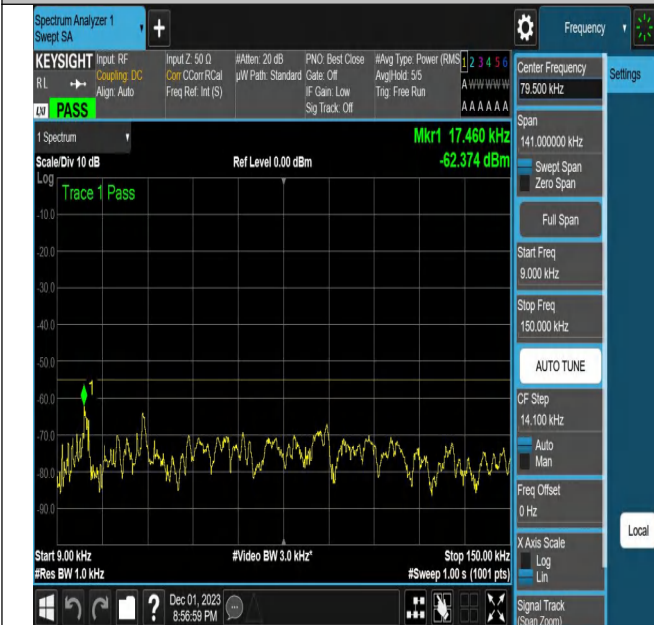 Spectrum Analyzer 1
Swept SA
+
Frequency
KEYSIGHT
RL
LXI PASS
Input: RF
Coupling: DC
Align: Auto
Input Z: 50 Ω
Corr CCorr RCal
Freq Ref: Int (S)
#Atten: 20 dB
µW Path: Standard
PNO: Best Close
Gate: Off
IF Gain: Low
Sig Track: Off
#Avg Type: Power (RMS
Avg|Hold: 5/5
Trig: Free Run
1 2 3 4 5 6
A W W W W W
A A A A A A
1 Spectrum
Mkr1 17.460 kHz
-62.374 dBm
Scale/Div 10 dB
Ref Level 0.00 dBm
Log
Trace 1 Pass
-10.0
-20.0
-30.0
-40.0
-50.0
-60.0
-70.0
-80.0
-90.0
1
Start 9.00 kHz
#Video BW 3.0 kHz*
Stop 150.00 kHz
#Res BW 1.0 kHz
#Sweep 1.00 s (1001 pts)
?
Dec 01, 2023
8:56:59 PM
Center Frequency
79.500 kHz
Settings
Span
141.000000 kHz
Swept Span
Zero Span
Full Span
Start Freq
9.000 kHz
Stop Freq
150.000 kHz
AUTO TUNE
CF Step
14.100 kHz
Auto
Man
Freq Offset
0 Hz
X Axis Scale
Log
Lin
Local
Signal Track
(Span Zoom)